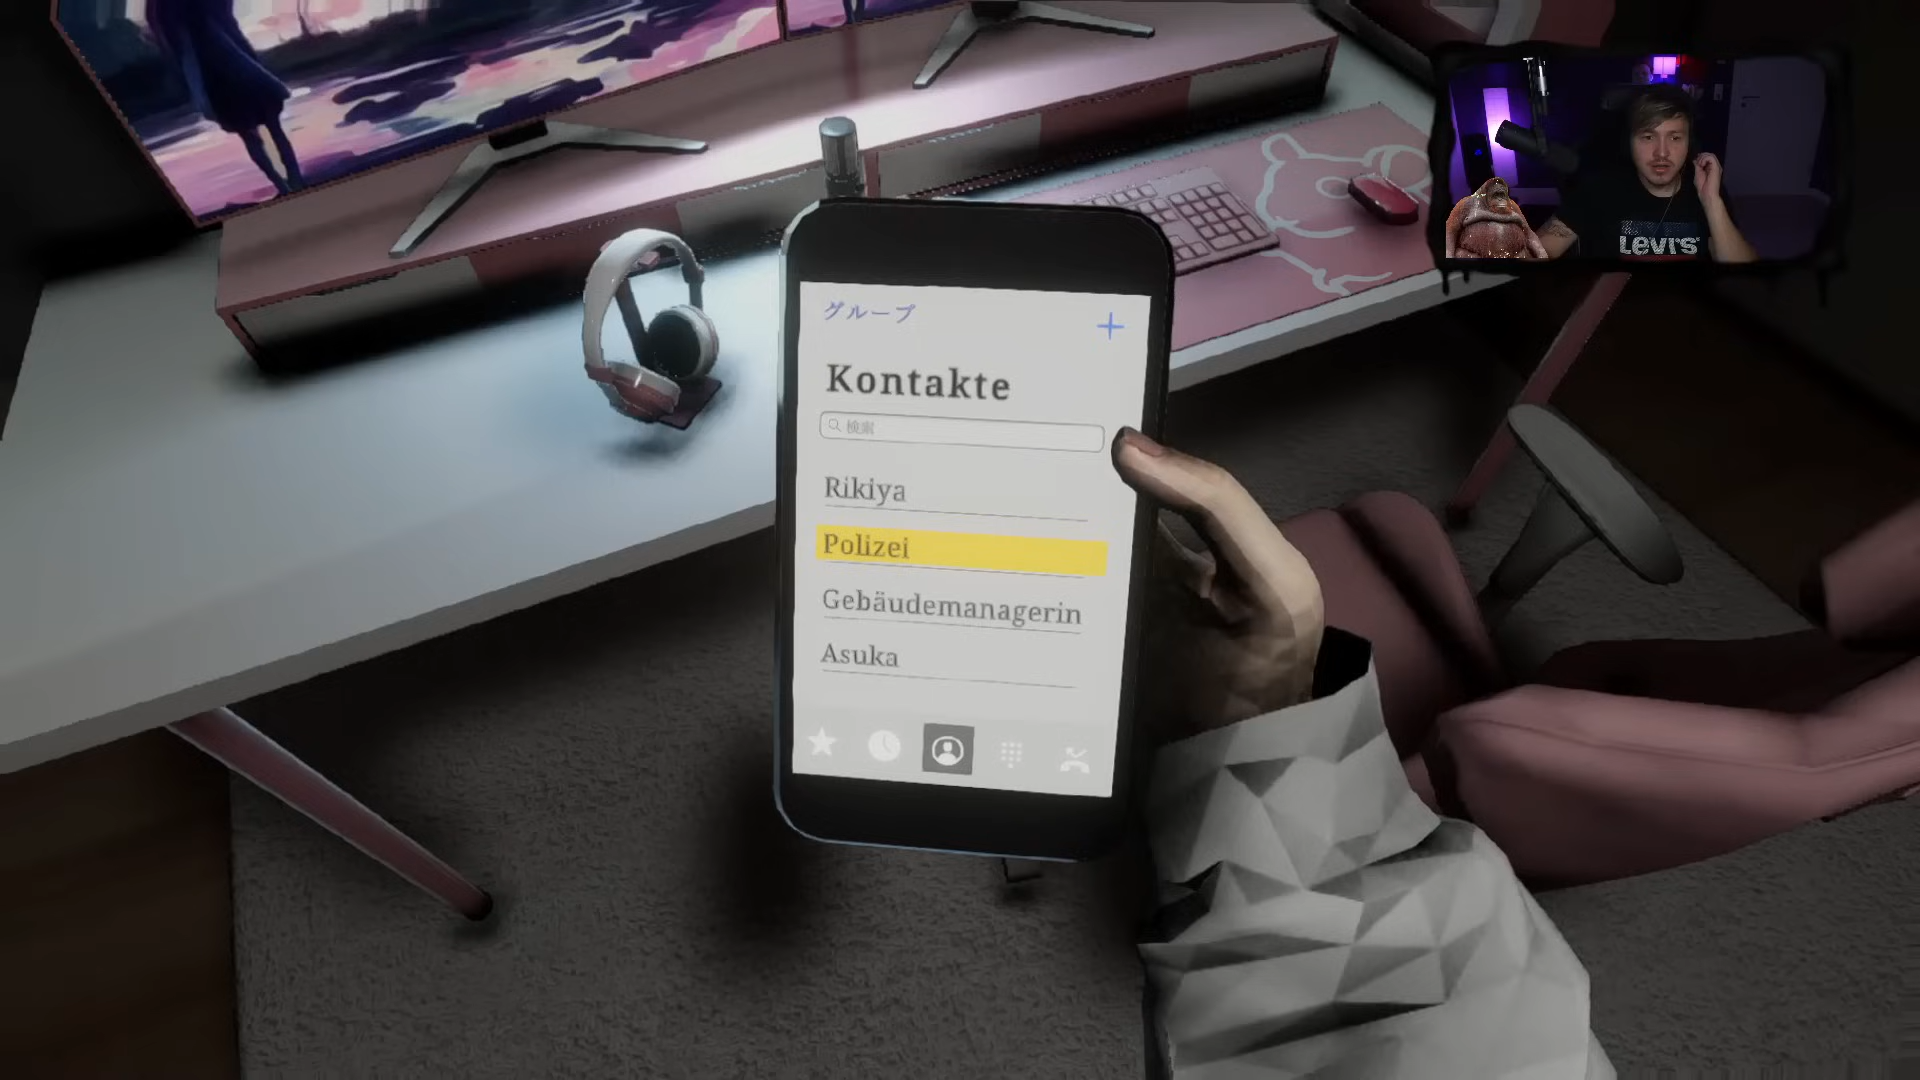 グループ
+
Kontakte
検索
Rikiya
Polizei
Gebäudemanagerin
Asuka
Levi's